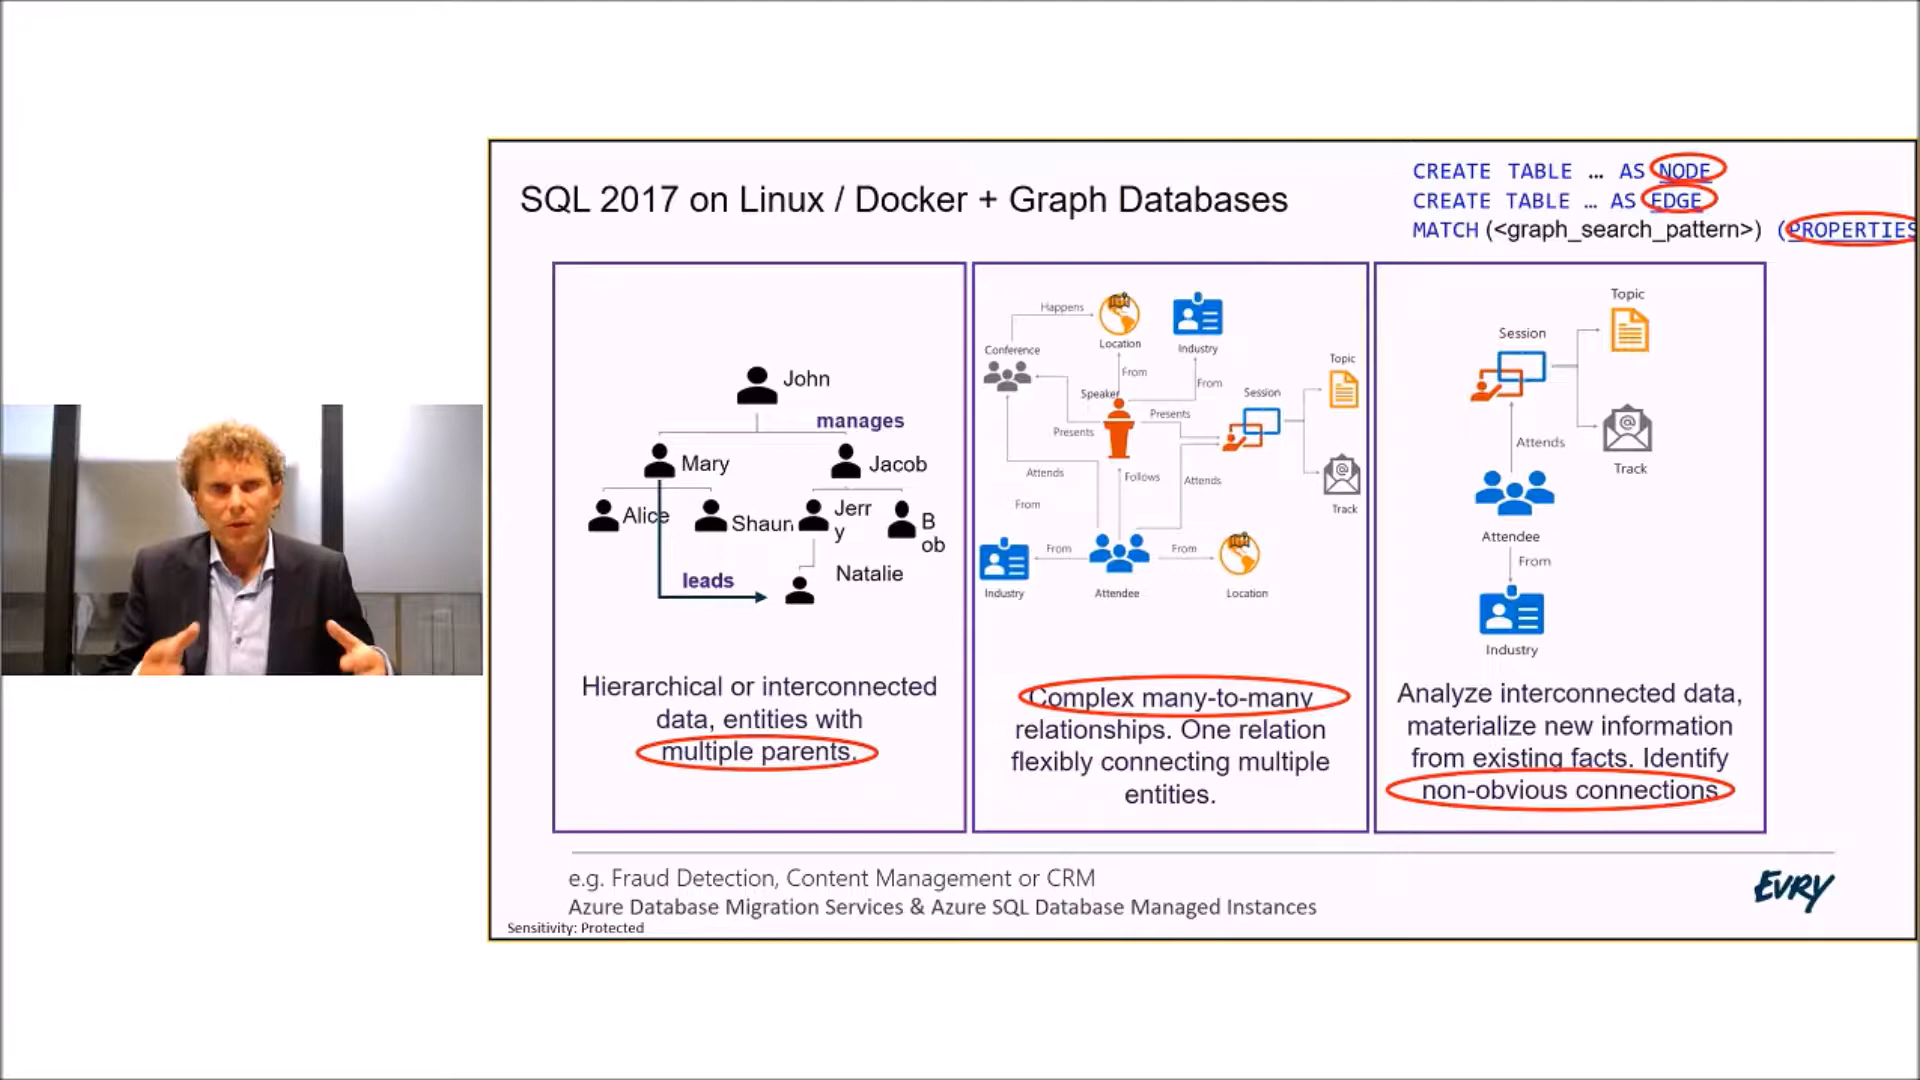 SQL 2017 on Linux / Docker + Graph Databases
CREATE TABLE … AS NODE
CREATE TABLE … AS EDGE
MATCH (<graph_search_pattern>) (PROPERTIES
John
manages
Mary
Jacob
Alice
Shaun
Jerr
y
B
ob
leads
Natalie
Hierarchical or interconnected
data, entities with
multiple parents.
Happens
Location
Industry
Conference
From
From
Speaker
Presents
Presents
Session
Topic
Track
Attends
Follows
Attends
From
From
From
Industry
Attendee
Location
Complex many-to-many
relationships. One relation
flexibly connecting multiple
entities.
Topic
Session
Attends
Track
Attendee
From
Industry
Analyze interconnected data,
materialize new information
from existing facts. Identify
non-obvious connections
e.g. Fraud Detection, Content Management or CRM
Azure Database Migration Services & Azure SQL Database Managed Instances
Sensitivity: Protected
EVRY